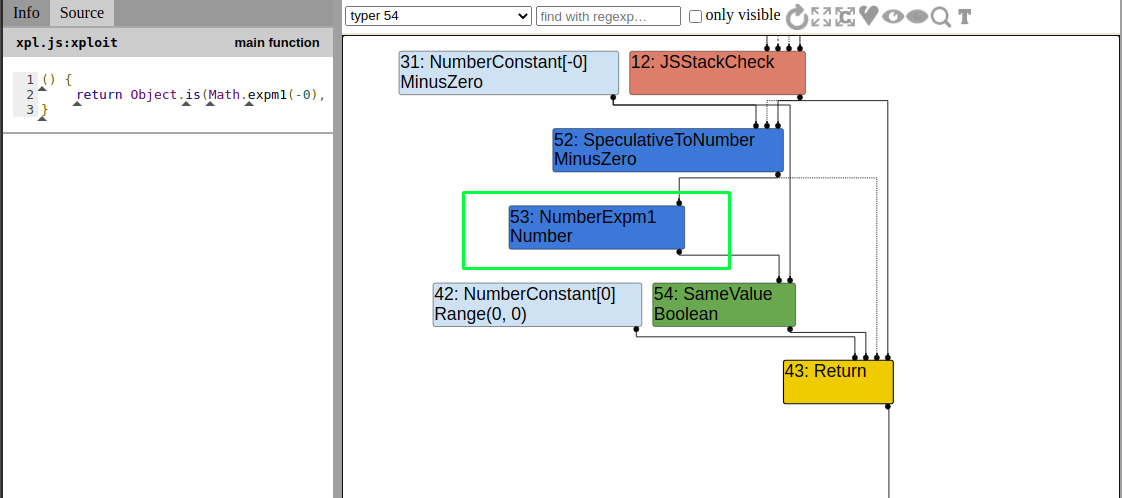 Info Source
xpl.js:xploit main function
1 () {
2 return Object.is(Math.expm1(-0),
3 }
typer 54 find with regexp… only visible T
31: NumberConstant[-0]
MinusZero
12: JSStackCheck
52: SpeculativeToNumber
MinusZero
53: NumberExpm1
Number
42: NumberConstant[0]
Range(0, 0)
54: SameValue
Boolean
43: Return